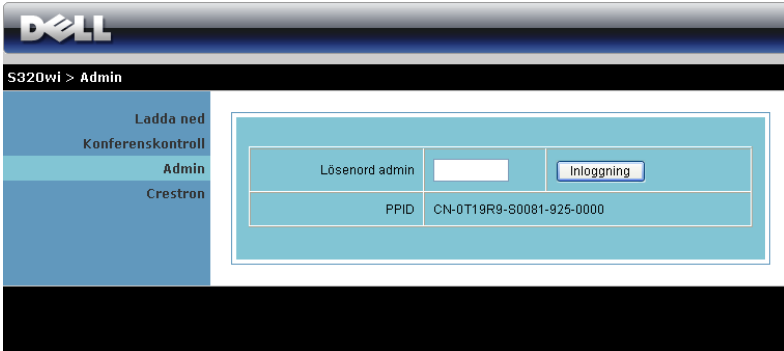 DELL
S320wi > Admin
Ladda ned
Konferenskontroll
Admin
Crestron
Lösenord admin Inloggning
PPID CN-0T19R9-S0081-925-0000